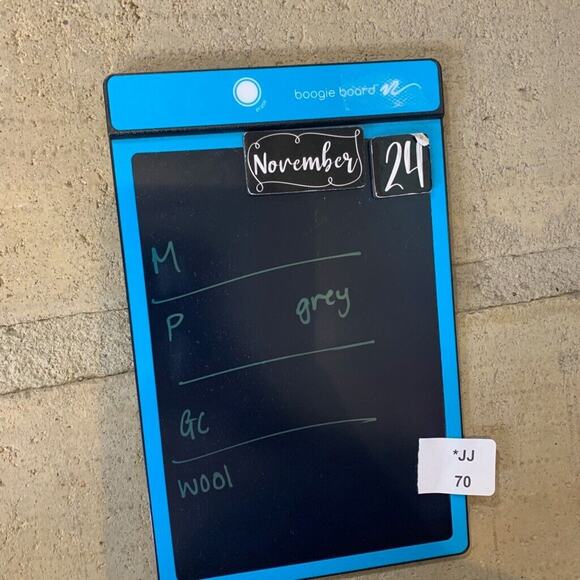 boogie board
November 24
M
P grey
GC
wool
*JJ
70